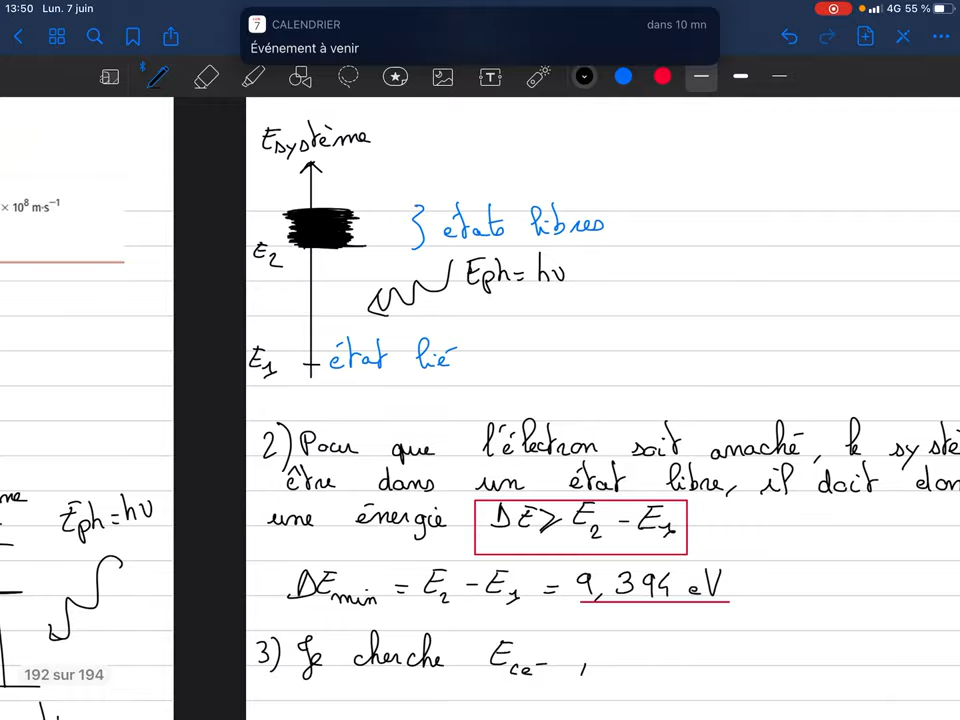 13:50 Lun. 7 juin
4G 55 %
CALENDRIER
dans 10 mn
Événement à venir
× 10⁸ m·s⁻¹
Esystème
} états libres
E₂
Eph = hν
E₁
état lié
2) Pour que l'électron soit arraché, le systè
être dans un état libre, il doit don
une énergie ΔE ⩾ E₂ - E₁
Eph = hν
ΔEmin = E₂ - E₁ = 9,394 eV
3) Je cherche Ece- ,
192 sur 194